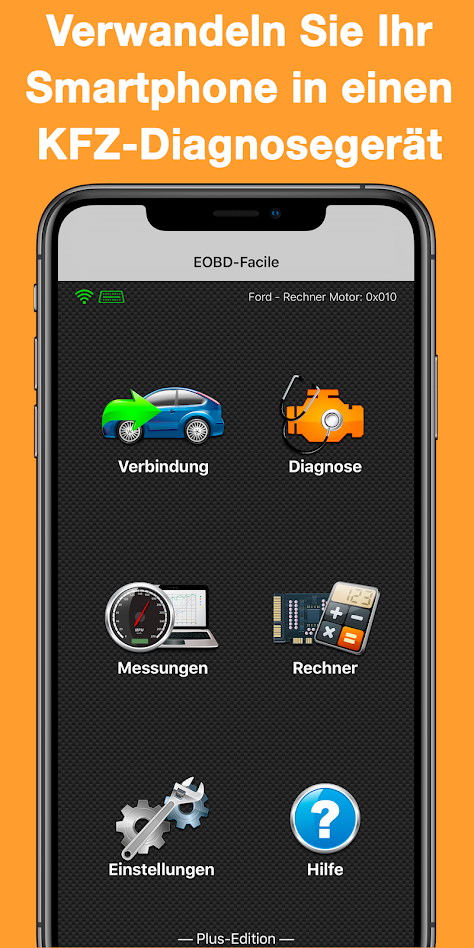 Verwandeln Sie Ihr
Smartphone in einen
KFZ-Diagnosegerät
EOBD-Facile
Ford - Rechner Motor: 0x010
Verbindung
Diagnose
123
Messungen
Rechner
Einstellungen
Hilfe
— Plus-Edition —